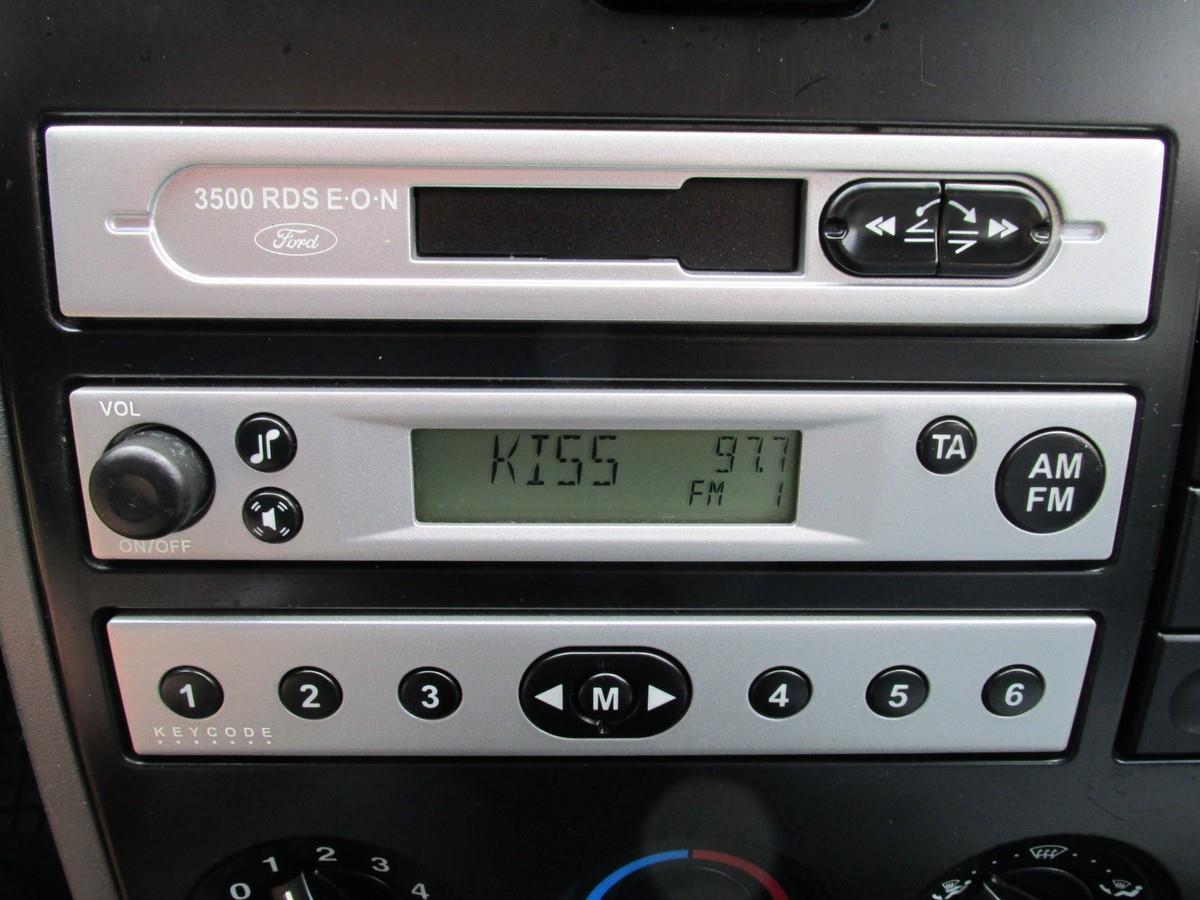 3500 RDS E·O·N
Ford
VOL
ON/OFF
KISS 97.7
FM 1
TA
AM
FM
1 2 3 M 4 5 6
KEYCODE
0 1 2 3 4